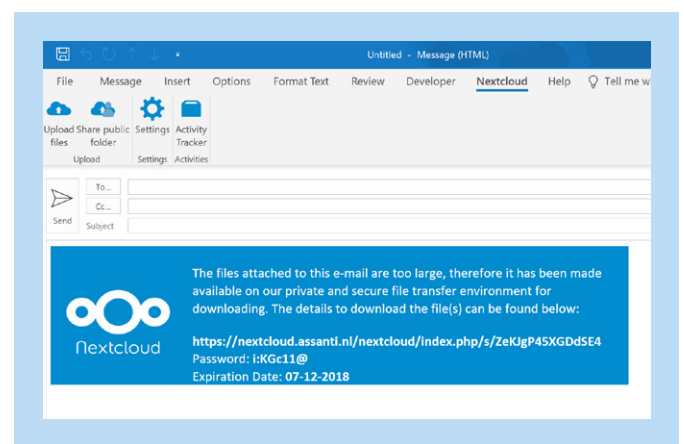 Untitled - Message (HTML)
File Message Insert Options Format Text Review Developer Nextcloud Help Tell me w
Upload files
Share public folder
Settings
Activity Tracker
Upload Settings Activities
To...
Cc...
Send
Subject
The files attached to this e-mail are too large, therefore it has been made
available on our private and secure file transfer environment for
downloading. The details to download the file(s) can be found below:
https://nextcloud.assanti.nl/nextcloud/index.php/s/ZeKJgP45XGDdSE4
Password: i:KGc11@
Expiration Date: 07-12-2018
Nextcloud